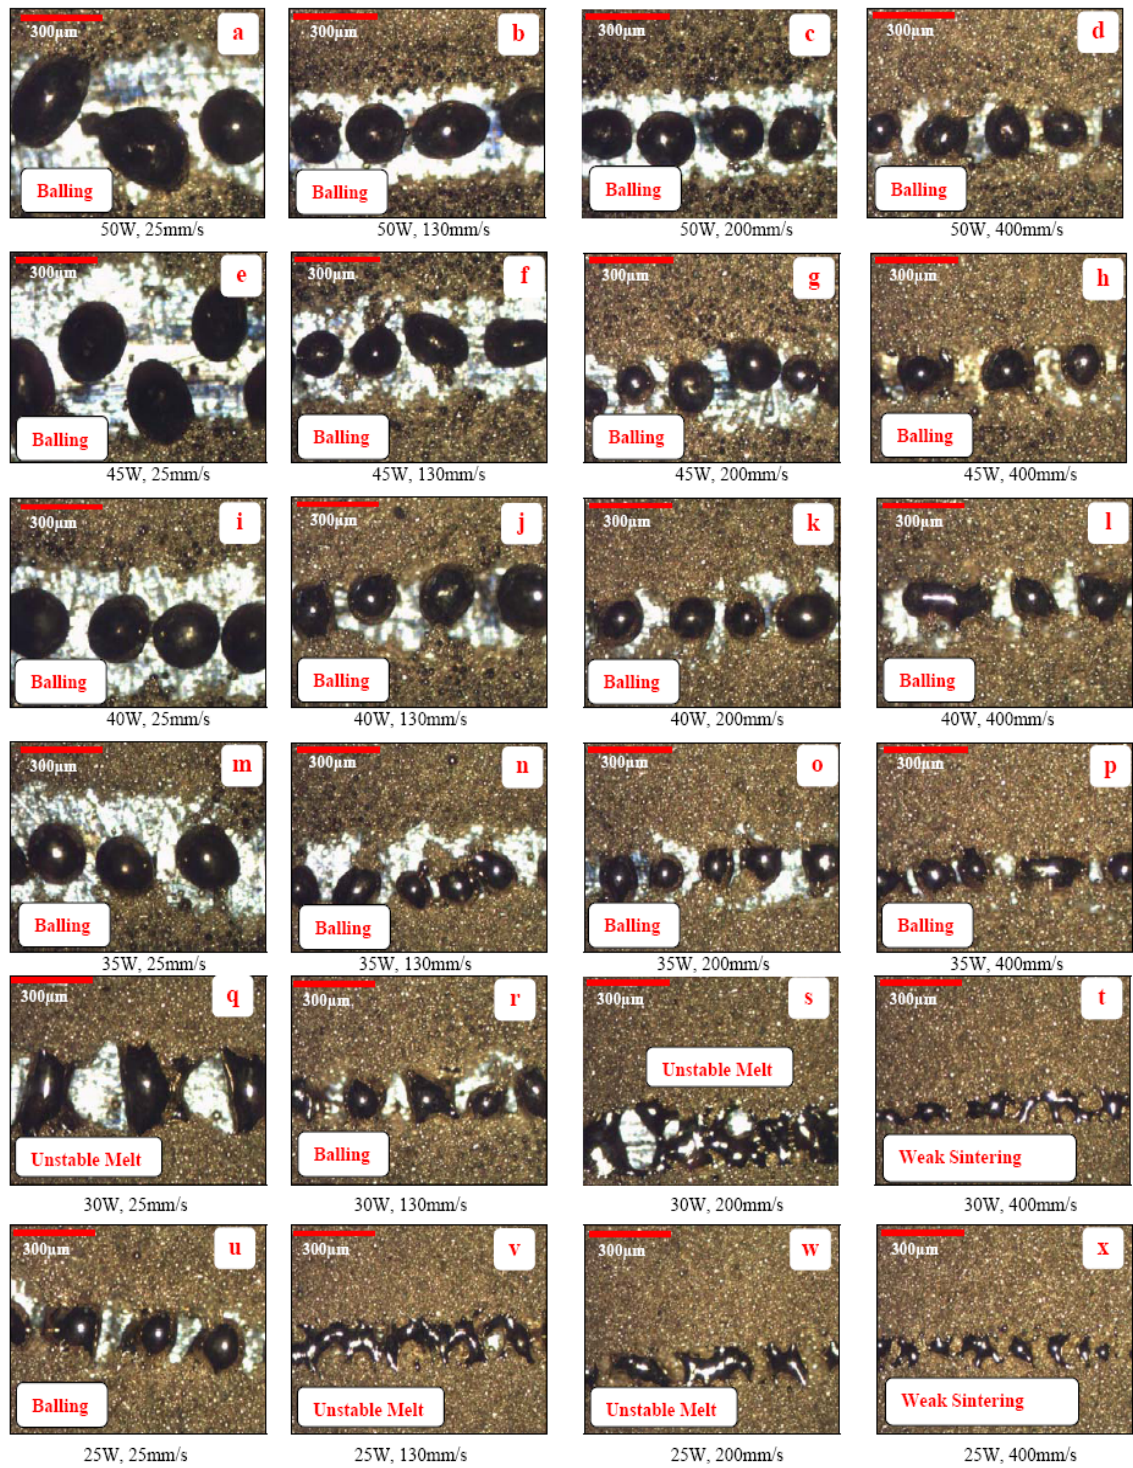 300µm a
Balling
50W, 25mm/s
300µm b
Balling
50W, 130mm/s
300µm c
Balling
50W, 200mm/s
300µm d
Balling
50W, 400mm/s
300µm e
Balling
45W, 25mm/s
300µm f
Balling
45W, 130mm/s
300µm g
Balling
45W, 200mm/s
300µm h
Balling
45W, 400mm/s
300µm i
Balling
40W, 25mm/s
300µm j
Balling
40W, 130mm/s
300µm k
Balling
40W, 200mm/s
300µm l
Balling
40W, 400mm/s
300µm m
Balling
35W, 25mm/s
300µm n
Balling
35W, 130mm/s
300µm o
Balling
35W, 200mm/s
300µm p
Balling
35W, 400mm/s
300µm q
Unstable Melt
30W, 25mm/s
300µm r
Balling
30W, 130mm/s
300µm s
Unstable Melt
30W, 200mm/s
300µm t
Weak Sintering
30W, 400mm/s
300µm u
Balling
25W, 25mm/s
300µm v
Unstable Melt
25W, 130mm/s
300µm w
Unstable Melt
25W, 200mm/s
300µm x
Weak Sintering
25W, 400mm/s